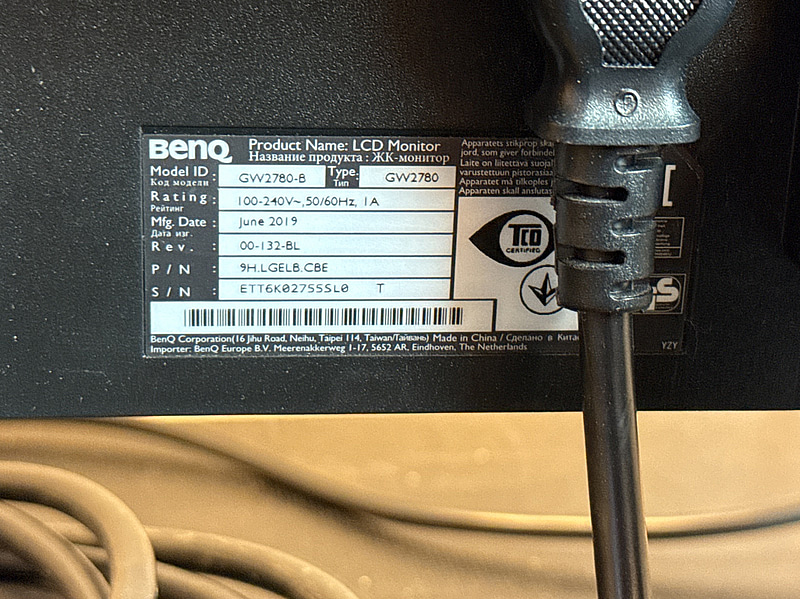 BenQ
Product Name: LCD Monitor
Название продукта : ЖК-монитор
Model ID : GW2780-B Type: GW2780
Код модели Тип
Rating : 100-240V~,50/60Hz, 1A
Рейтинг
Mfg. Date : June 2019
Дата изг.
Rev. : 00-132-BL
P / N : 9H.LGELB.CBE
S / N : ETT6K02755SL0 T
BenQ Corporation(16 Jihu Road, Neihu, Taipei 114, Taiwan/Тайвань) Made in China / Сделано в
Importer: BenQ Europe B.V. Meerenakkerweg 1-17, 5652 AR, Eindhoven, The Netherlands
Apparatets stikprop skal
jord, som giver
Laite on liitettävä
varustettuun
Apparatet må tilkoples
Apparaten skall anslutas
TCO
CERTIFIED
GS
YZY